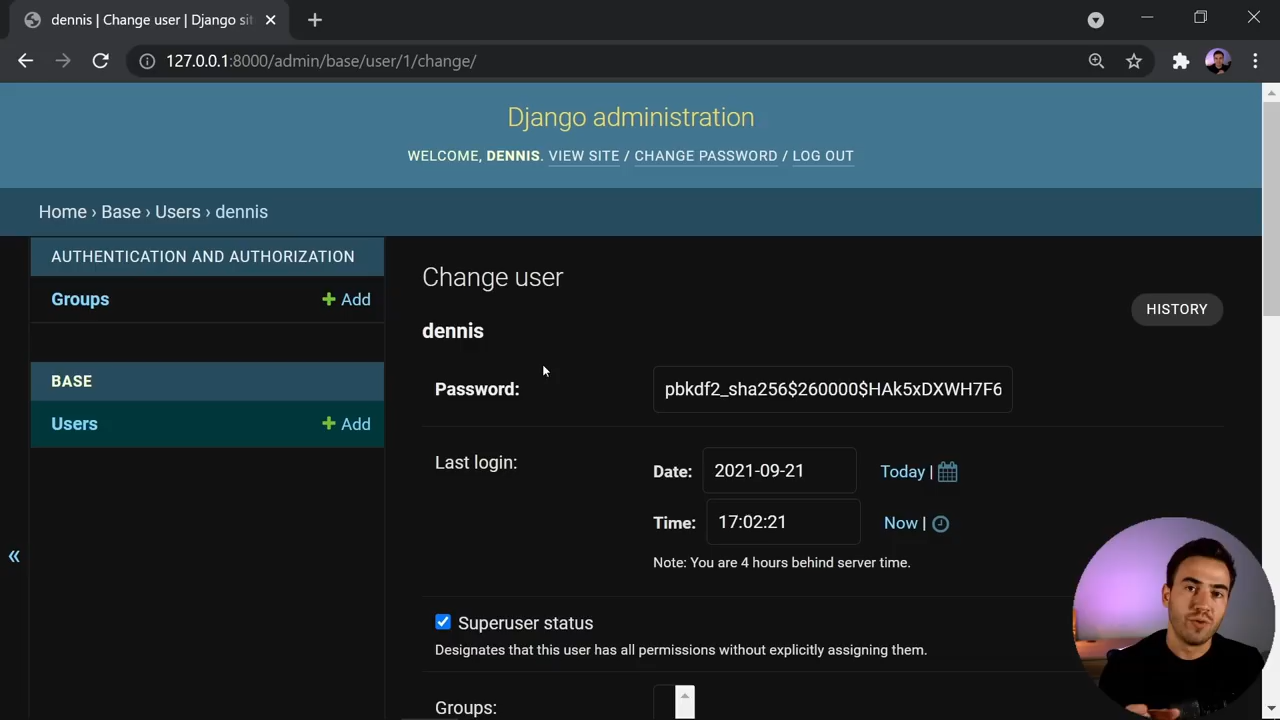 dennis | Change user | Django sit
127.0.0.1:8000/admin/base/user/1/change/
Django administration
WELCOME, DENNIS. VIEW SITE / CHANGE PASSWORD / LOG OUT
Home › Base › Users › dennis
AUTHENTICATION AND AUTHORIZATION
Groups + Add
BASE
Users + Add
«
Change user
HISTORY
dennis
Password: pbkdf2_sha256$260000$HAk5xDXWH7F6
Last login: Date: 2021-09-21 Today |
Time: 17:02:21 Now |
Note: You are 4 hours behind server time.
Superuser status
Designates that this user has all permissions without explicitly assigning them.
Groups: